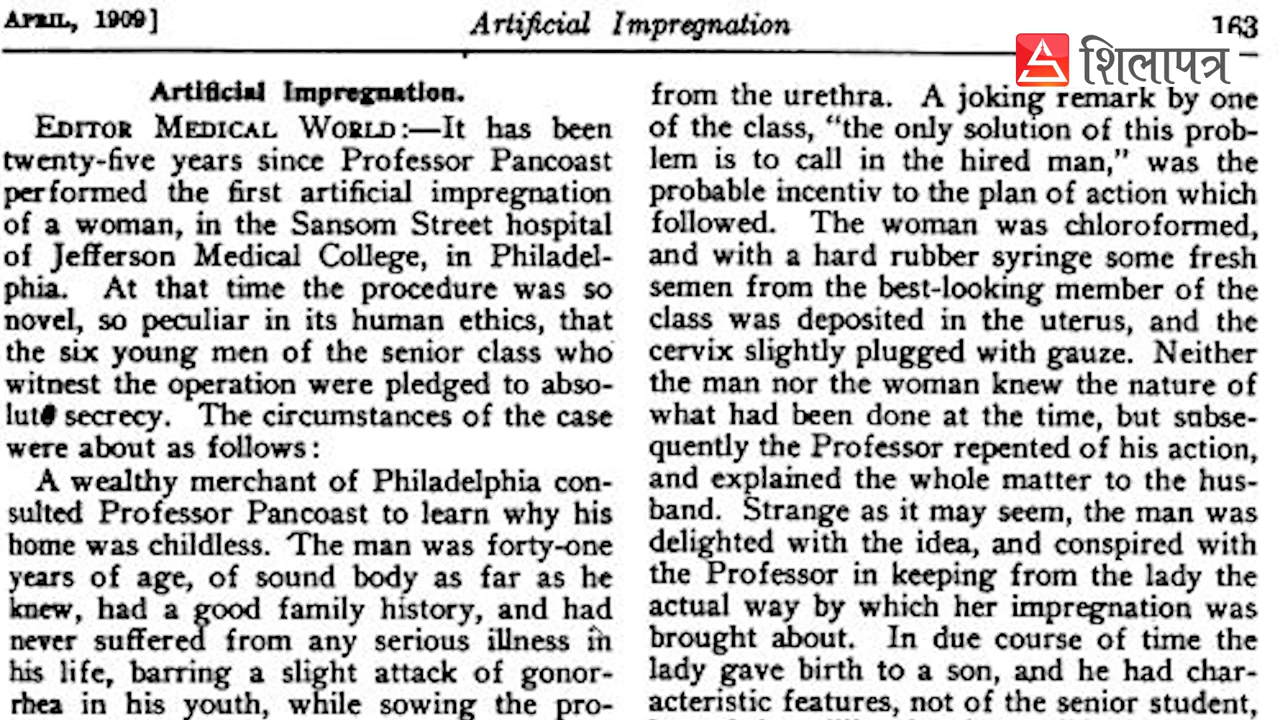 APRIL, 1909]
Artificial Impregnation
163
शिलापत्र
Artificial Impregnation.
EDITOR MEDICAL WORLD:—It has been
twenty-five years since Professor Pancoast
performed the first artificial impregnation
of a woman, in the Sansom Street hospital
of Jefferson Medical College, in Philadel-
phia. At that time the procedure was so
novel, so peculiar in its human ethics, that
the six young men of the senior class who
witnest the operation were pledged to abso-
lute secrecy. The circumstances of the case
were about as follows:
A wealthy merchant of Philadelphia con-
sulted Professor Pancoast to learn why his
home was childless. The man was forty-one
years of age, of sound body as far as he
knew, had a good family history, and had
never suffered from any serious illness in
his life, barring a slight attack of gonor-
rhea in his youth, while sowing the pro-
from the urethra. A joking remark by one
of the class, "the only solution of this prob-
lem is to call in the hired man," was the
probable incentiv to the plan of action which
followed. The woman was chloroformed,
and with a hard rubber syringe some fresh
semen from the best-looking member of the
class was deposited in the uterus, and the
cervix slightly plugged with gauze. Neither
the man nor the woman knew the nature of
what had been done at the time, but subse-
quently the Professor repented of his action,
and explained the whole matter to the hus-
band. Strange as it may seem, the man was
delighted with the idea, and conspired with
the Professor in keeping from the lady the
actual way by which her impregnation was
brought about. In due course of time the
lady gave birth to a son, and he had char-
acteristic features, not of the senior student,